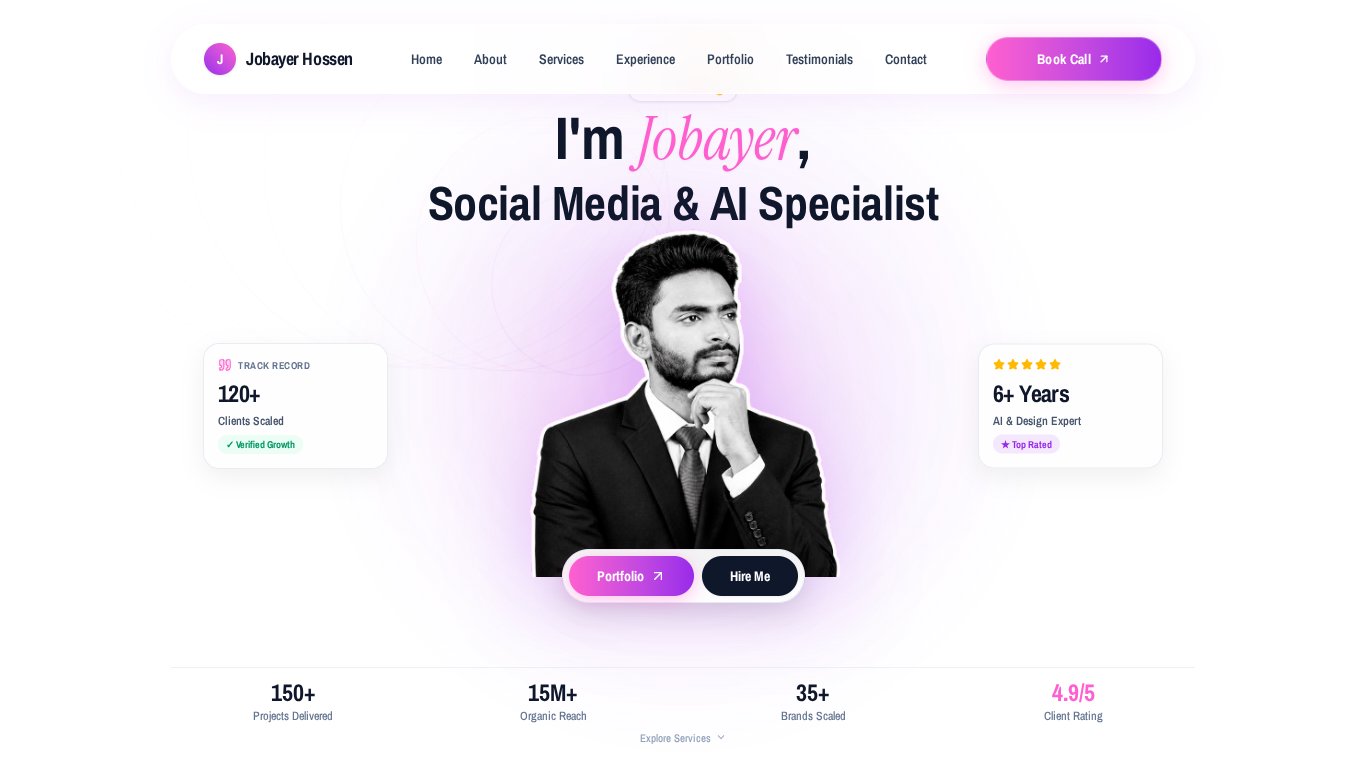 J Jobayer Hossen Home About Services Experience Portfolio Testimonials Contact Book Call
I'm Jobayer,
Social Media & AI Specialist
TRACK RECORD
120+
Clients Scaled
✓ Verified Growth
6+ Years
AI & Design Expert
★ Top Rated
Portfolio
Hire Me
150+
Projects Delivered
15M+
Organic Reach
35+
Brands Scaled
4.9/5
Client Rating
Explore Services